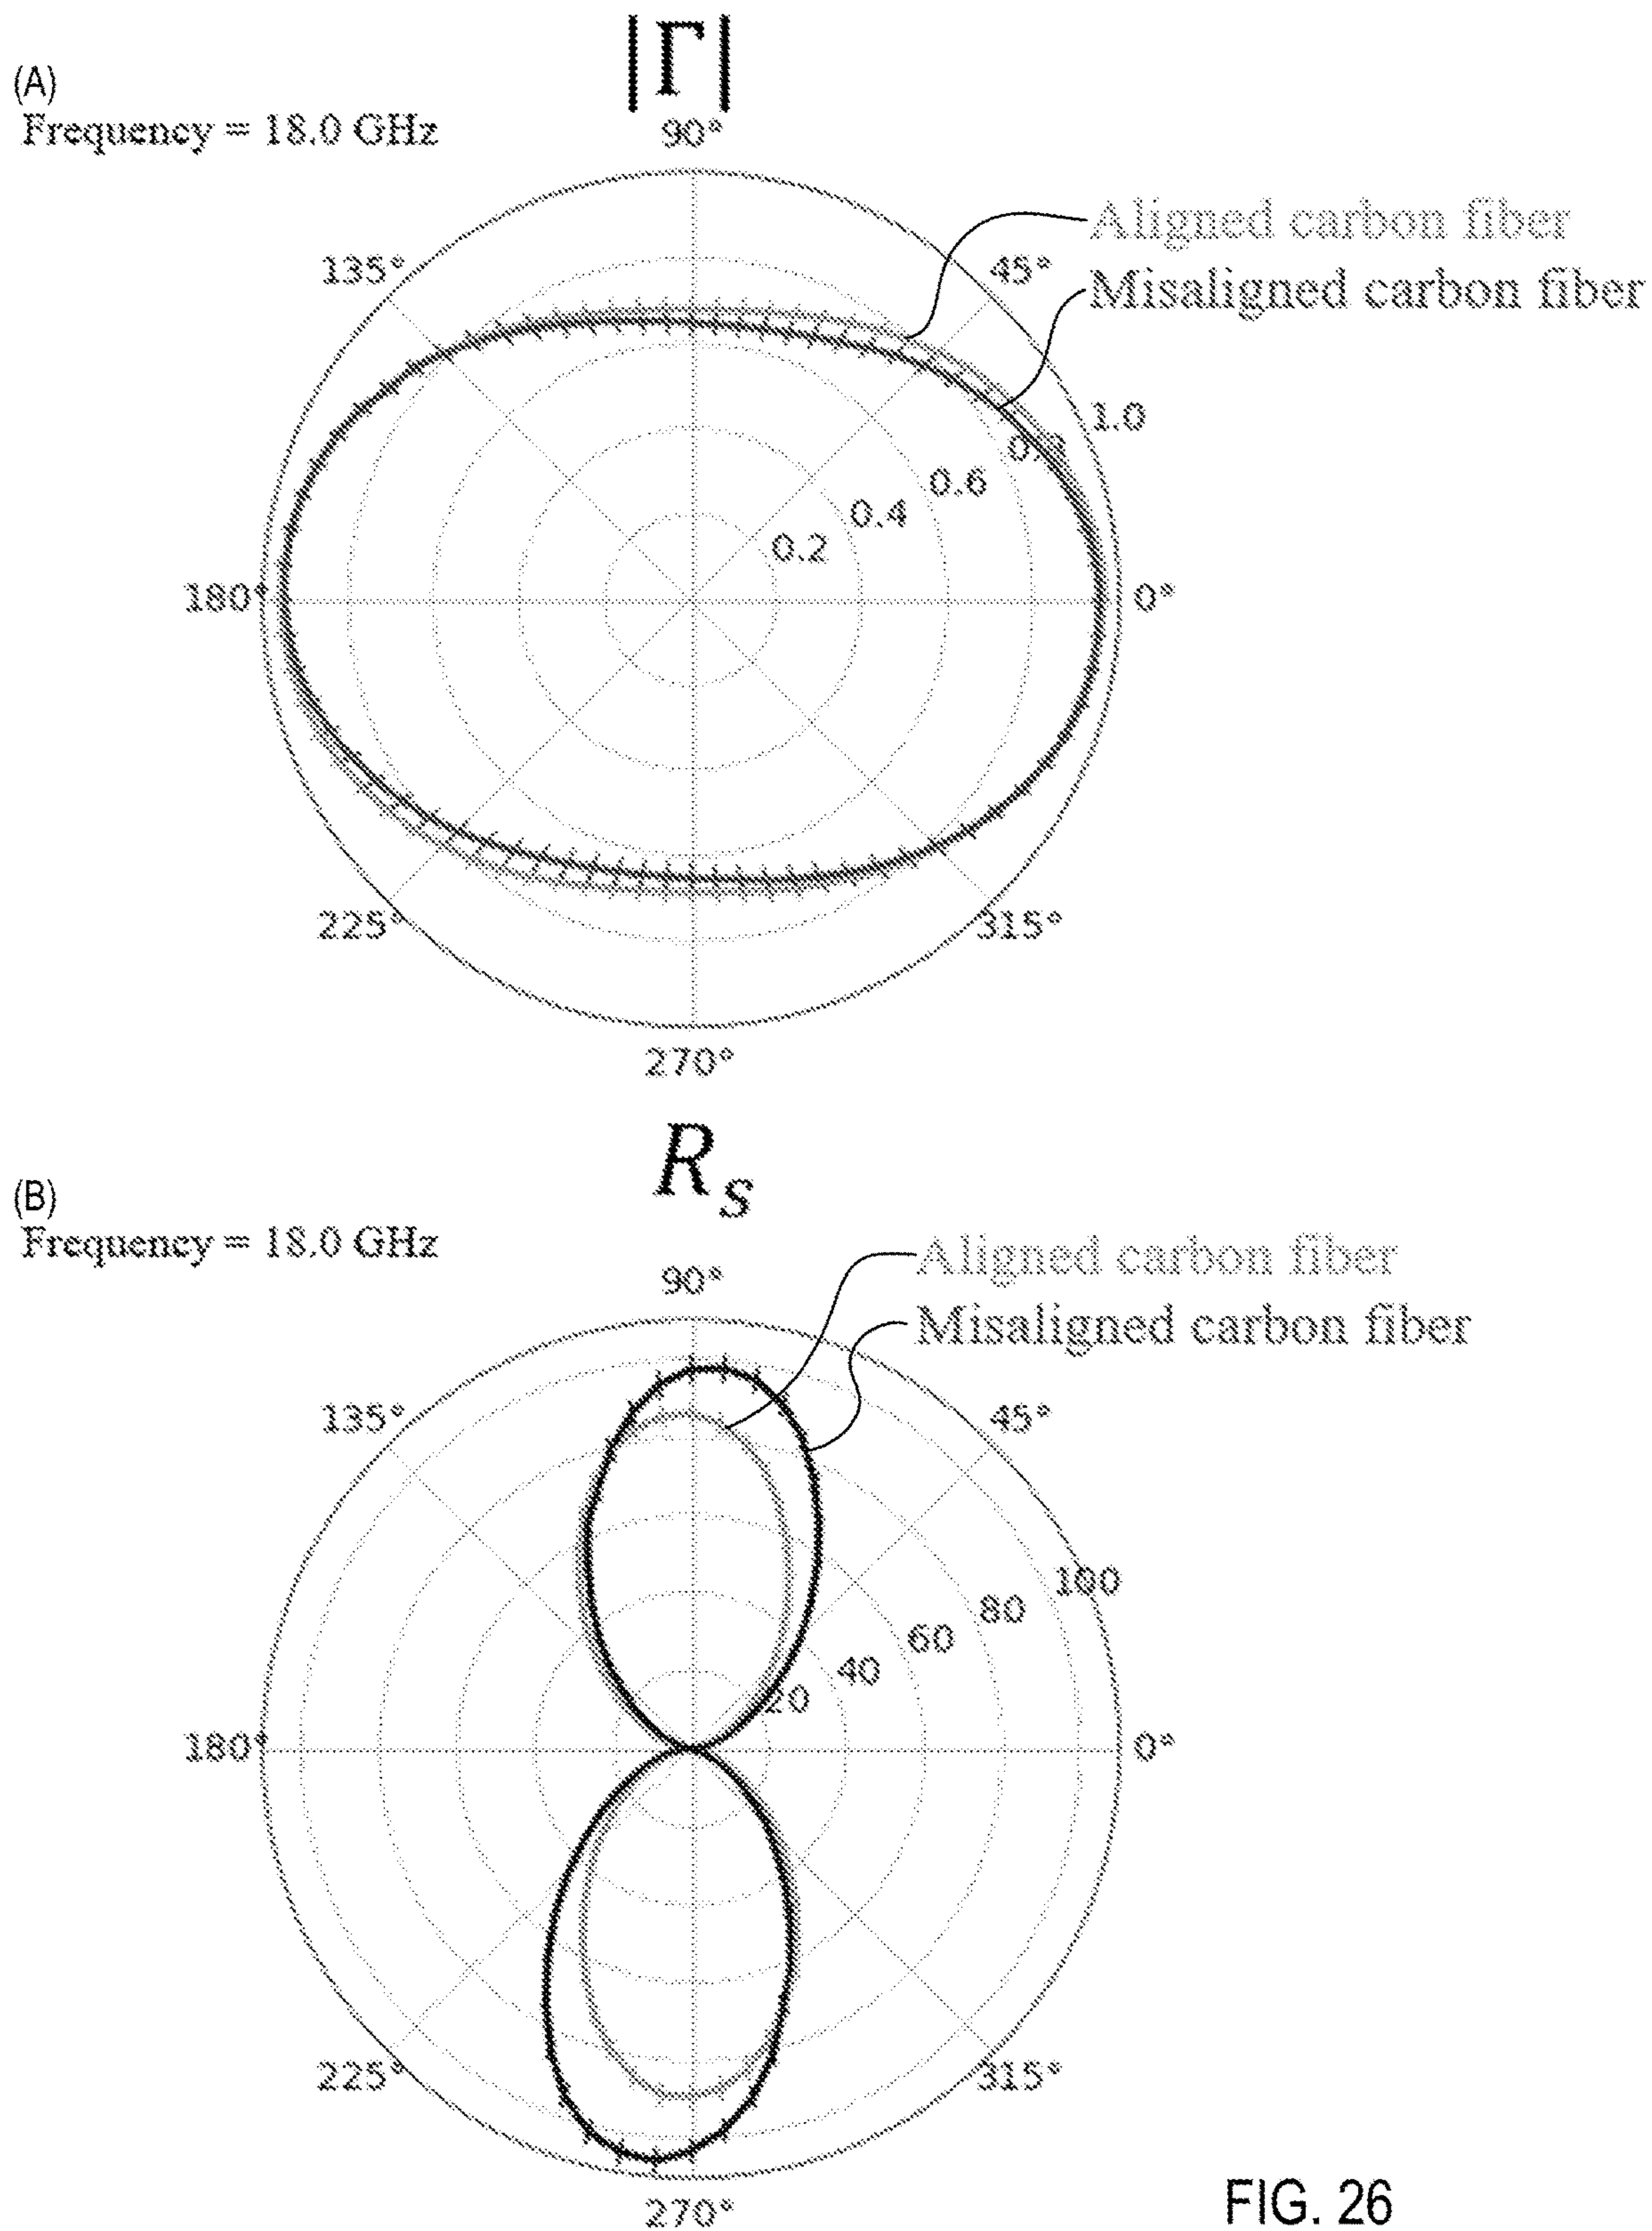 |Γ|
(A)
Frequency = 18.0 GHz
90°
Aligned carbon fiber
135°
45°
Misaligned carbon fiber
1.0
0.8
0.6
0.4
0.2
180°
0°
225°
315°
270°
R_S
(B)
Frequency = 18.0 GHz
Aligned carbon fiber
90°
Misaligned carbon fiber
135°
45°
100
80
60
40
20
180°
0°
225°
315°
270°
FIG. 26